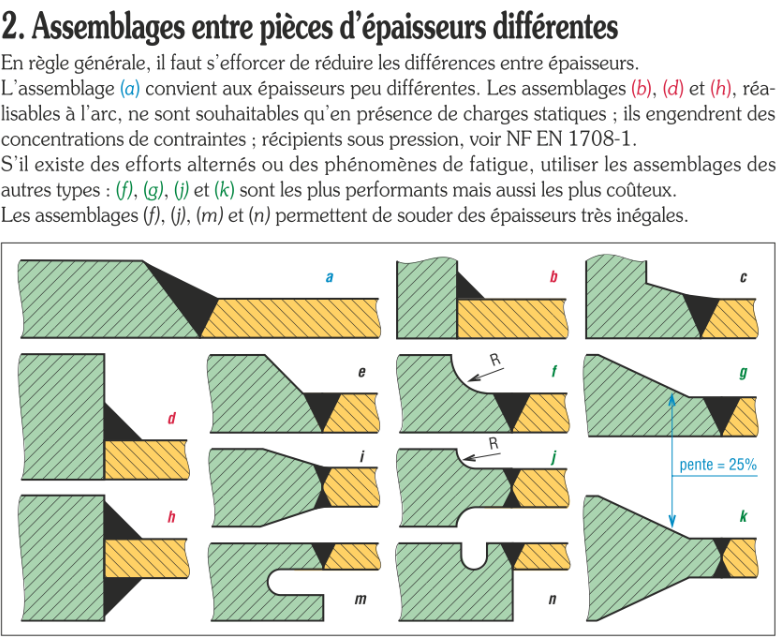 2. Assemblages entre pièces d'épaisseurs différentes
En règle générale, il faut s'efforcer de réduire les différences entre épaisseur.
L'assemblage (a) convient aux épaisseurs peu différentes. Les assemblages (b), (d) et (h), réa-
lisables à l'arc, ne sont souhaitables qu'en présence de charges statiques ; ils engendrent des
concentrations de contraintes ; récipients sous pression, voir NF EN 1708-1.
S'il existe des efforts alternés ou des phénomènes de fatigue, utiliser les assemblages des
autres types : (f), (g), (j) et (k) sont les plus performants mais aussi les plus coûteux.
Les assemblages (f), (j), (m) et (n) permettent de souder des épaisseurs très inégales.
a
b
c
d
e
R
f
g
i
R
j
pente = 25%
h
m
n
k